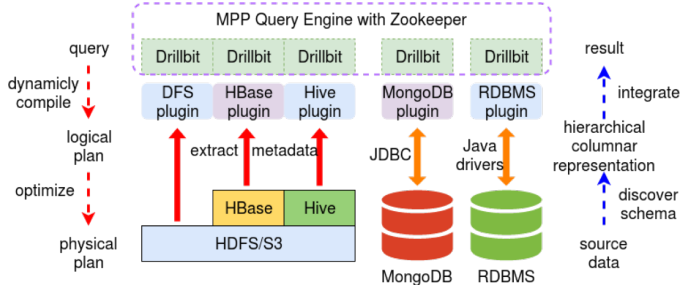 MPP Query Engine with Zookeeper
query
Drillbit Drillbit Drillbit Drillbit Drillbit
result
dynamicly
compile
DFS
plugin
HBase
plugin
Hive
plugin
MongoDB
plugin
RDBMS
plugin
integrate
logical
plan
extract metadata
JDBC
Java
drivers
hierarchical
columnar
representation
optimize
HBase Hive
discover
schema
physical
plan
HDFS/S3
source
data
MongoDB RDBMS